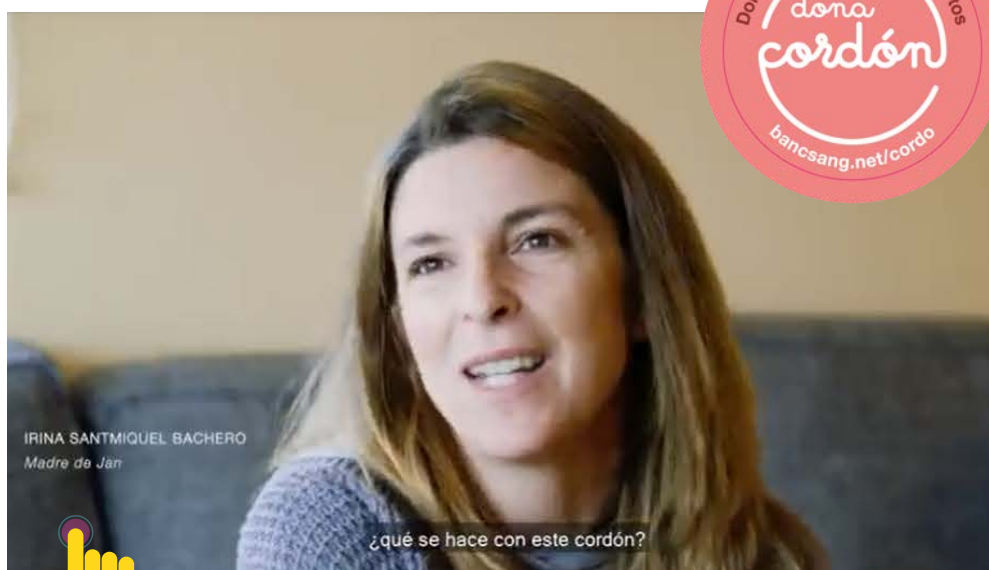 dona
cordón
bancsang.net/cordo
IRINA SANTMIQUEL BACHERO
Madre de Jan
¿qué se hace con este cordón?